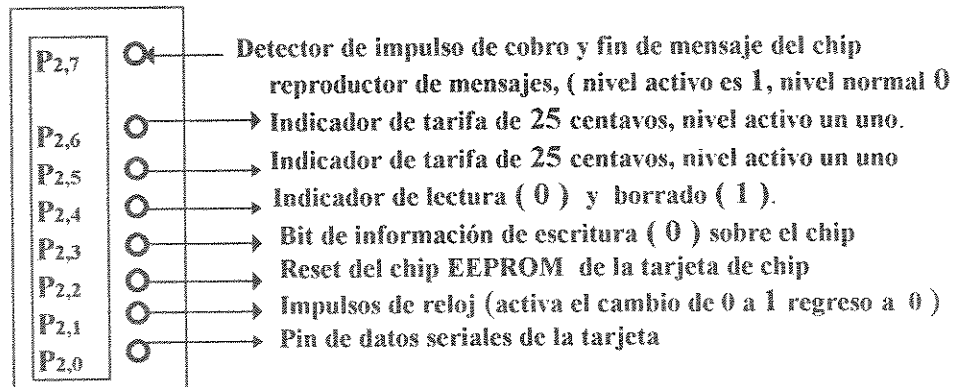 P2,7 Detector de impulso de cobro y fin de mensaje del chip
reproductor de mensajes, ( nivel activo es 1, nivel normal 0
P2,6 Indicador de tarifa de 25 centavos, nivel activo un uno.
P2,5 Indicador de tarifa de 25 centavos, nivel activo un uno
P2,4 Indicador de lectura ( 0 ) y borrado ( 1 ).
P2,3 Bit de información de escritura ( 0 ) sobre el chip
P2,2 Reset del chip EEPROM de la tarjeta de chip
P2,1 Impulsos de reloj (activa el cambio de 0 a 1 regreso a 0 )
P2,0 Pin de datos seriales de la tarjeta